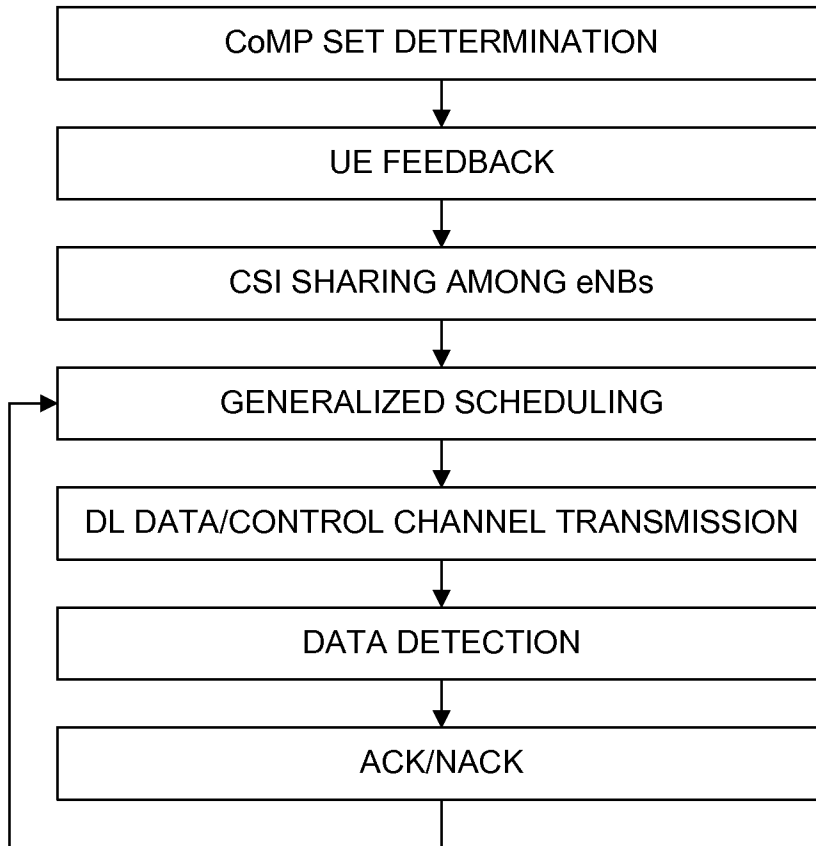 CoMP SET DETERMINATION
UE FEEDBACK
CSI SHARING AMONG eNBs
GENERALIZED SCHEDULING
DL DATA/CONTROL CHANNEL TRANSMISSION
DATA DETECTION
ACK/NACK